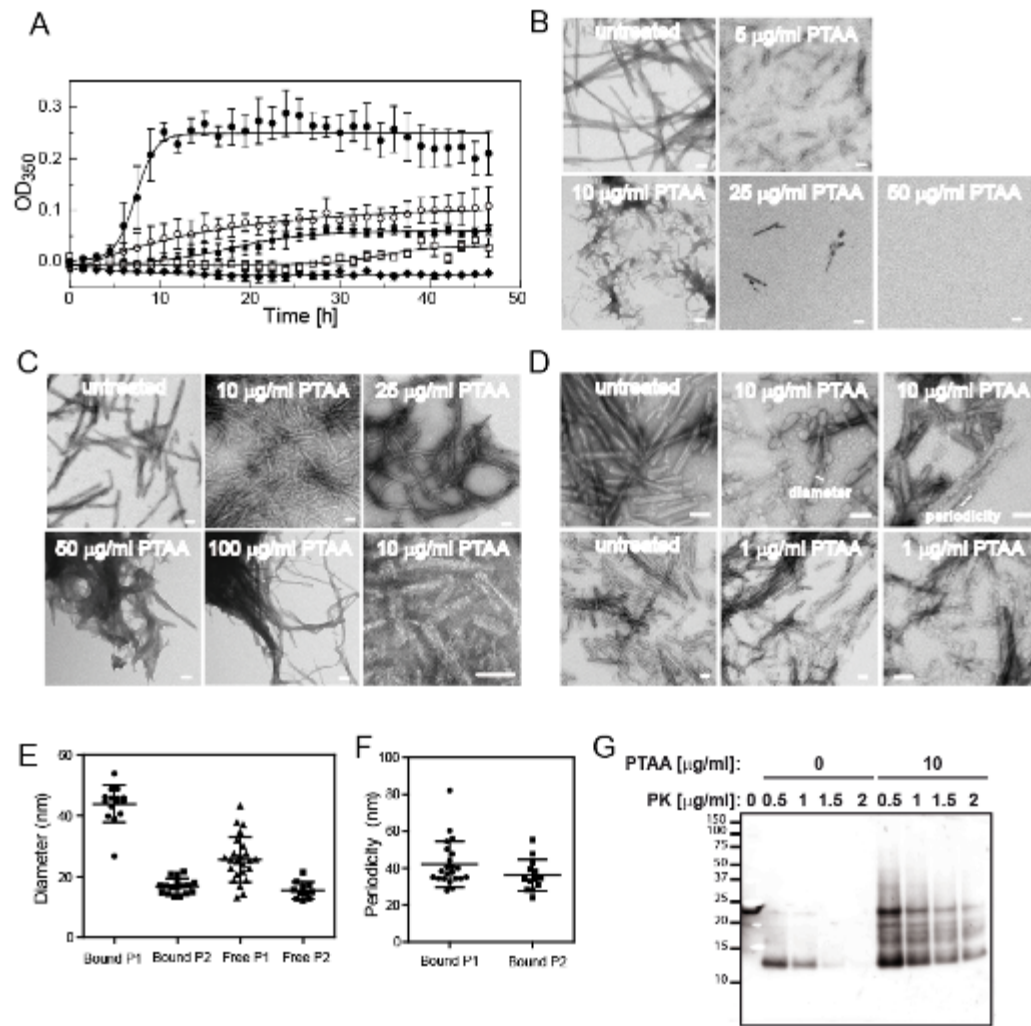 A
OD350
0.3
0.2
0.1
0.0
0
10
20
30
40
50
Time [h]
B
untreated
5 μg/ml PTAA
10 μg/ml PTAA
25 μg/ml PTAA
50 μg/ml PTAA
C
untreated
10 μg/ml PTAA
25 μg/ml PTAA
50 μg/ml PTAA
100 μg/ml PTAA
10 μg/ml PTAA
D
untreated
10 μg/ml PTAA
10 μg/ml PTAA
diameter
periodicity
untreated
1 μg/ml PTAA
1 μg/ml PTAA
E
Diameter (nm)
60
40
20
0
Bound P1
Bound P2
Free P1
Free P2
F
Periodicity (nm)
100
80
60
40
20
0
Bound P1
Bound P2
G
PTAA [μg/ml]: 0 10
PK [μg/ml]: 0 0.5 1 1.5 2 0.5 1 1.5 2
150
100
75
50
37
25
20
15
10